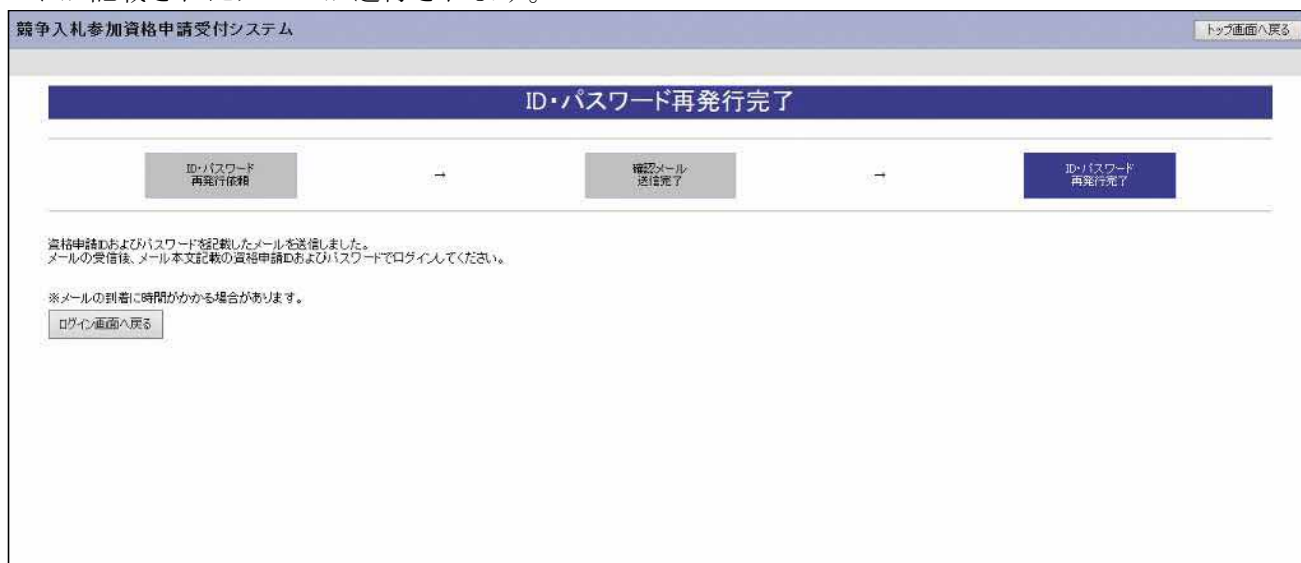 競争入札参加資格申請受付システム
トップ画面へ戻る
ID・パスワード再発行完了
ID・パスワード
再発行依頼
→
確認メール
送信完了
→
ID・パスワード
再発行完了
資格申請IDおよびパスワードを記載したメールを送信しました。
メールの受信後、メール本文記載の資格申請IDおよびパスワードでログインしてください。
※メールの到着に時間がかかる場合があります。
ログイン画面へ戻る